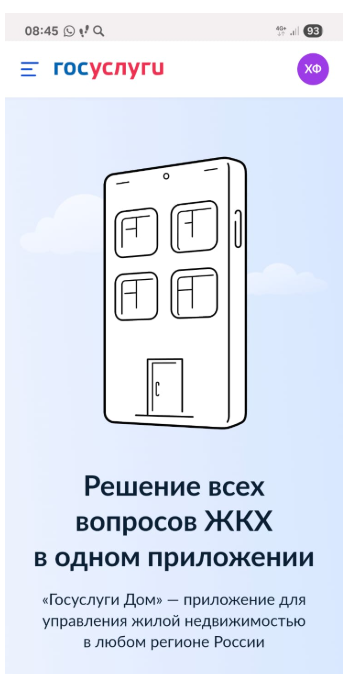 08:45
4G+
93
госуслуги
ХФ
Решение всех
вопросов ЖКХ
в одном приложении
«Госуслуги Дом» — приложение для
управления жилой недвижимостью
в любом регионе России